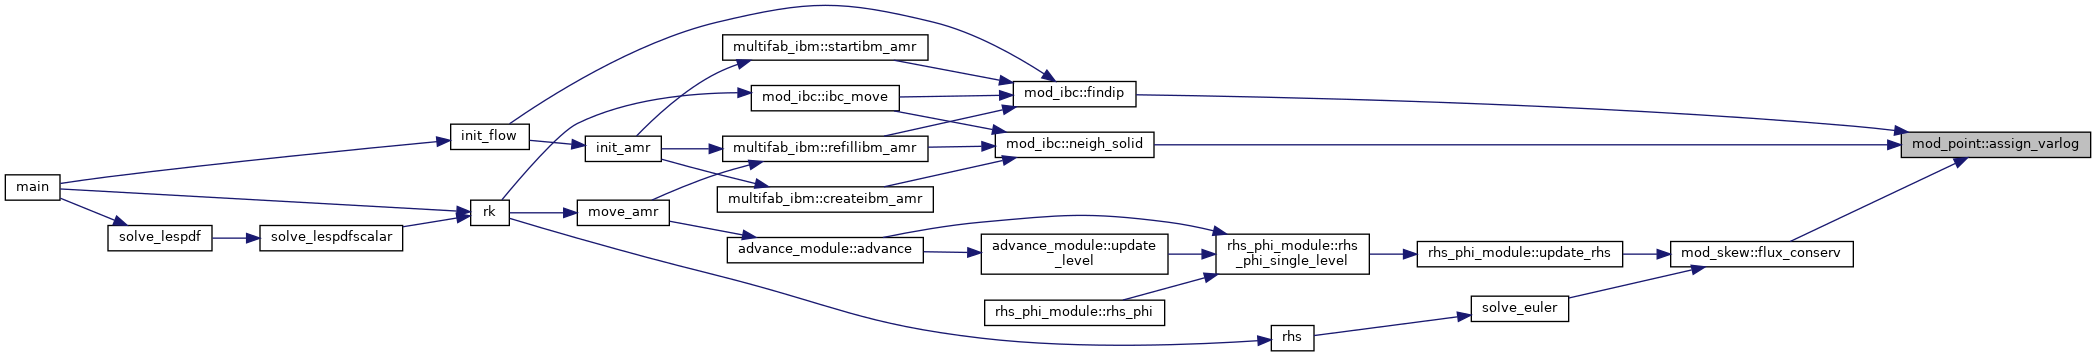 multifab_ibm::startibm_amr
mod_ibc::ibc_move
mod_ibc::findip
init_flow
init_amr
multifab_ibm::refillibm_amr
mod_ibc::neigh_solid
mod_point::assign_varlog
main
multifab_ibm::createibm_amr
rk
move_amr
solve_lespdf
solve_lespdfscalar
advance_module::advance
advance_module::update
_level
rhs_phi_module::rhs
_phi_single_level
rhs_phi_module::update_rhs
mod_skew::flux_conserv
rhs_phi_module::rhs_phi
solve_euler
rhs